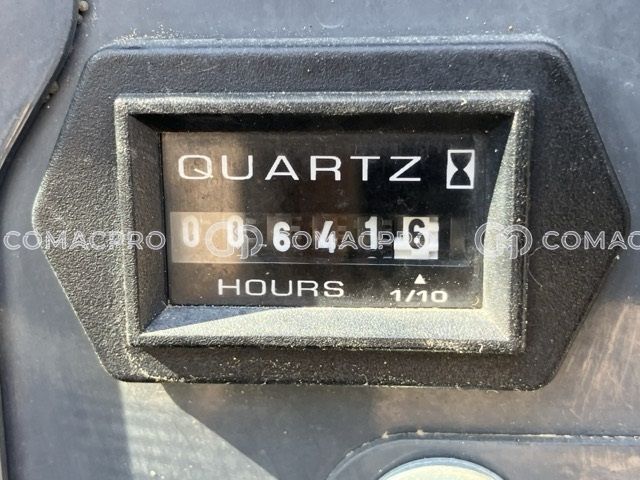 QUARTZ
006416
COMACPRO COMACPRO COMACPRO
HOURS 1/10